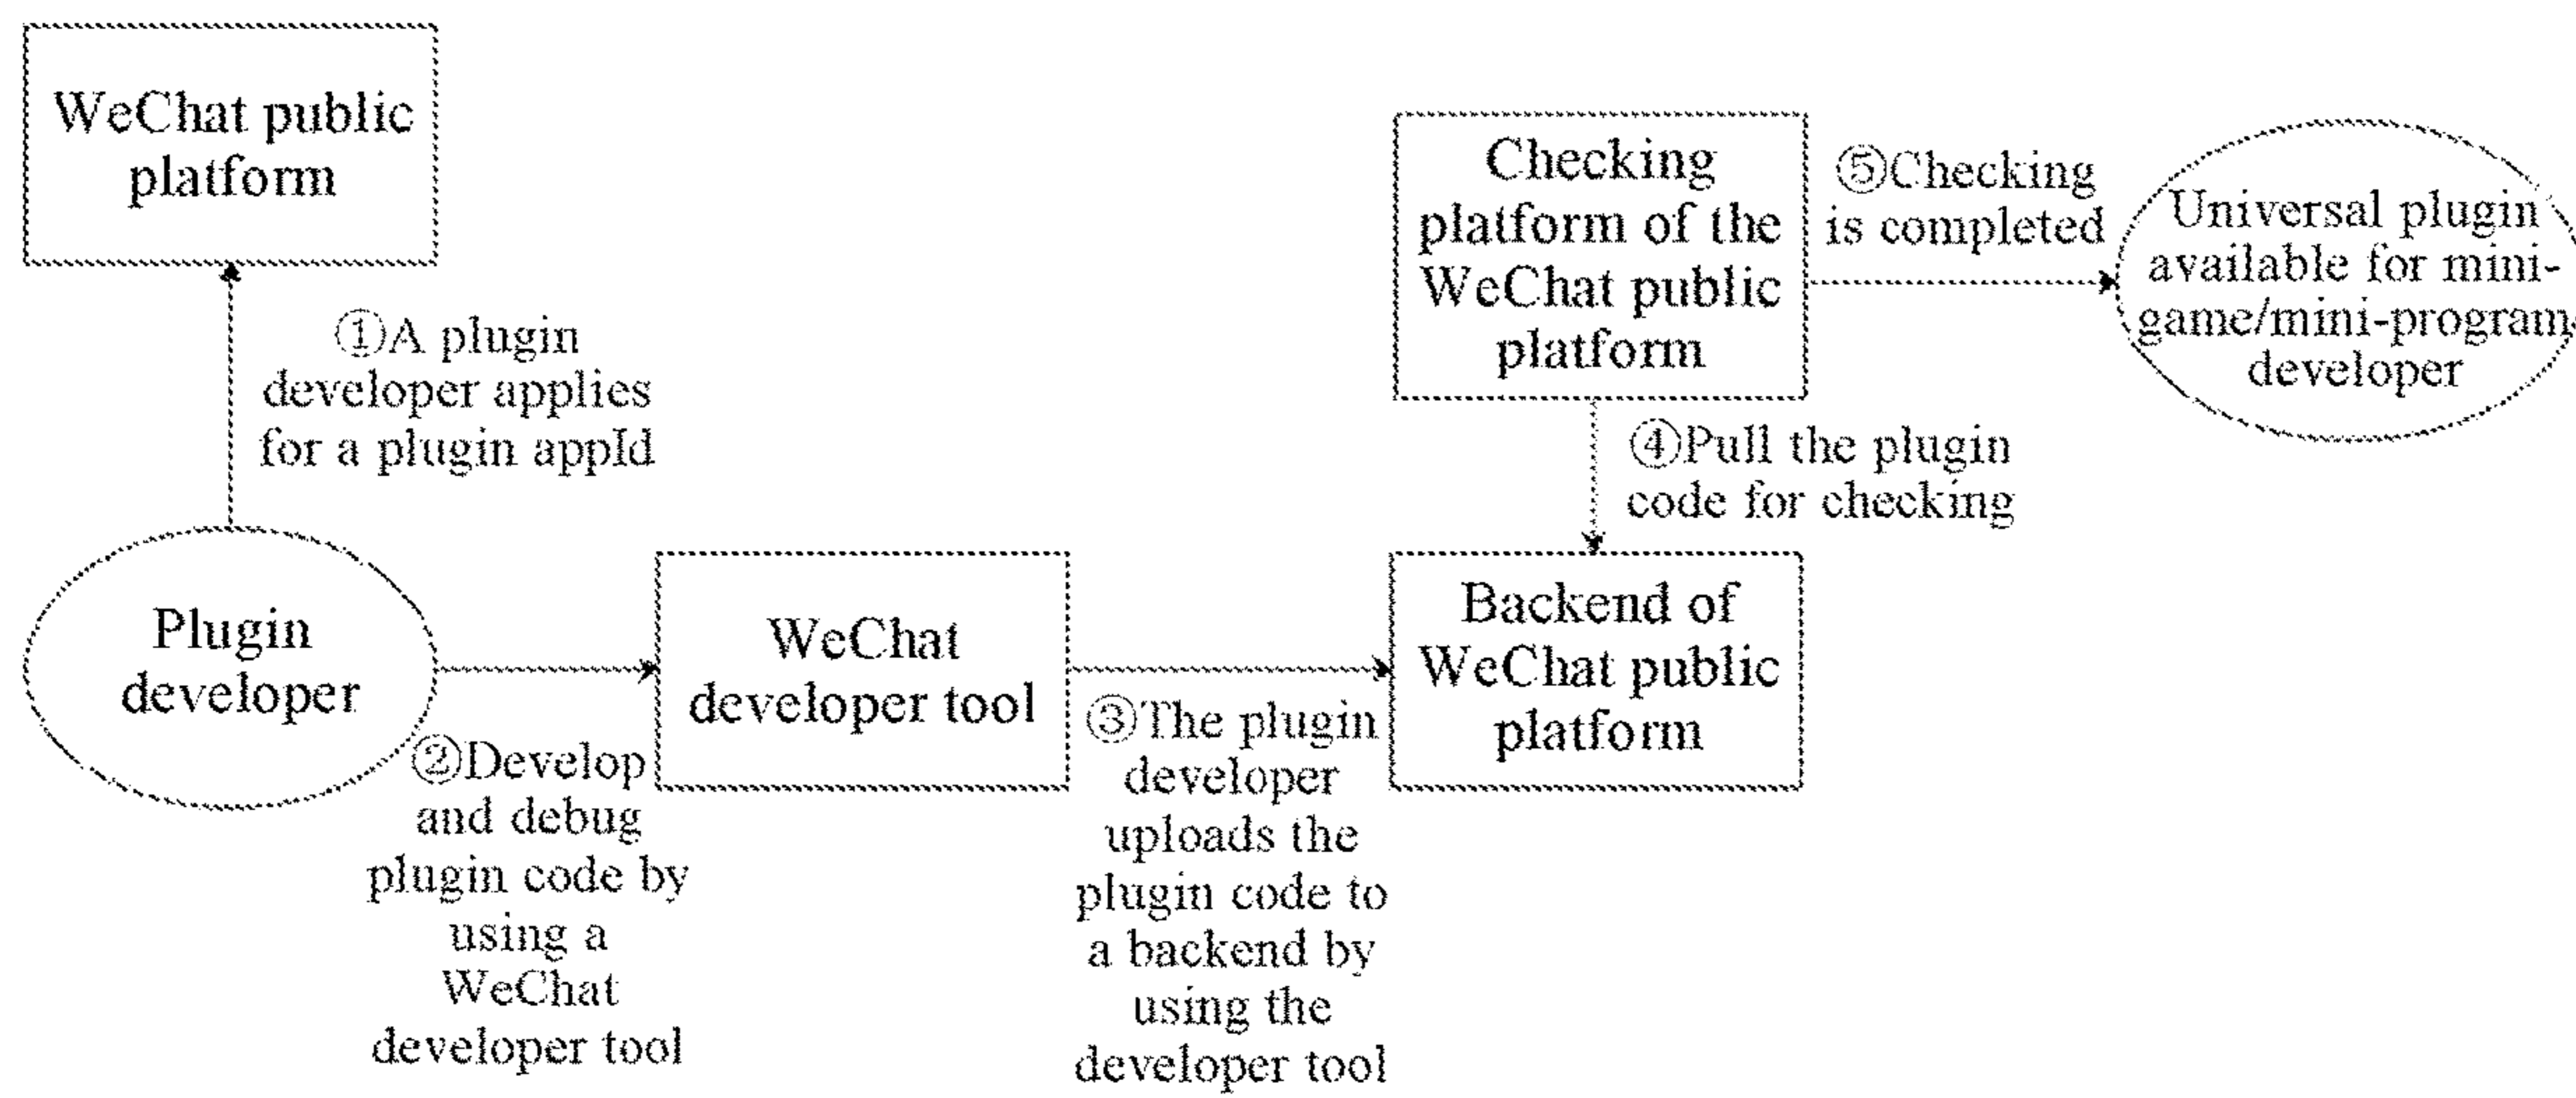 WeChat public
platform
①A plugin
developer applies
for a plugin appId
Plugin
developer
②Develop
and debug
plugin code by
using a
WeChat
developer tool
WeChat
developer tool
③The plugin
developer
uploads the
plugin code to
a backend by
using the
developer tool
Backend of
WeChat public
platform
④Pull the plugin
code for checking
Checking
platform of the
WeChat public
platform
⑤Checking
is completed
Universal plugin
available for mini-
game/mini-program
developer